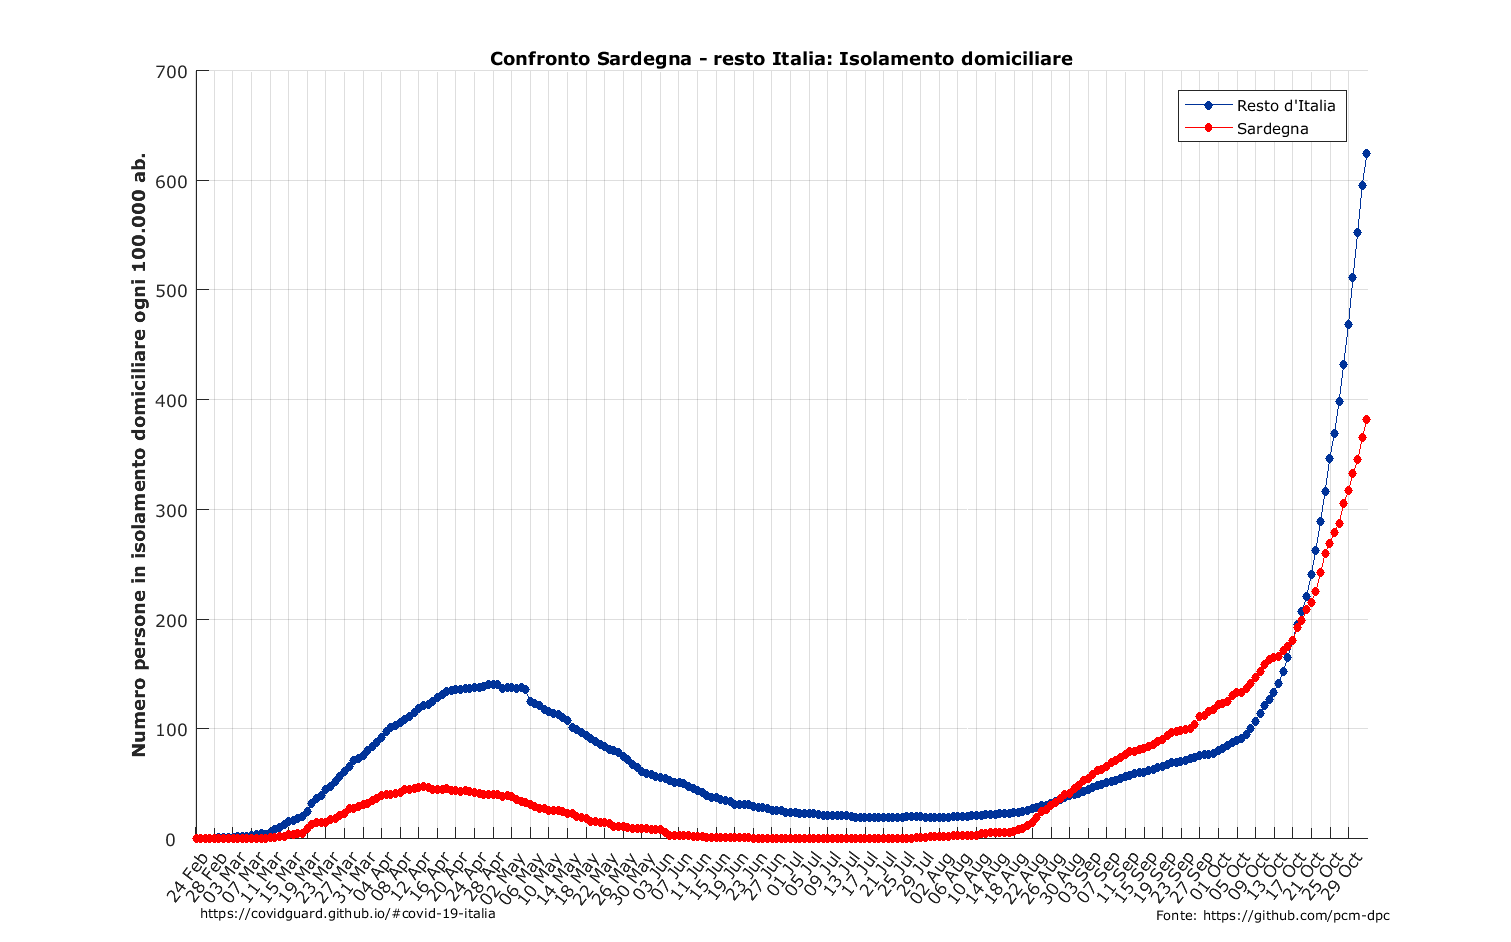 Confronto Sardegna - resto Italia: Isolamento domiciliare
Resto d'Italia
Sardegna
Numero persone in isolamento domiciliare ogni 100.000 ab.
700
600
500
400
300
200
100
0
24 Feb
28 Feb
03 Mar
07 Mar
11 Mar
15 Mar
19 Mar
23 Mar
27 Mar
31 Mar
04 Apr
08 Apr
12 Apr
16 Apr
20 Apr
24 Apr
28 Apr
02 May
06 May
10 May
14 May
18 May
22 May
26 May
30 May
03 Jun
07 Jun
11 Jun
15 Jun
19 Jun
23 Jun
27 Jun
01 Jul
05 Jul
09 Jul
13 Jul
17 Jul
21 Jul
25 Jul
29 Jul
02 Aug
06 Aug
10 Aug
14 Aug
18 Aug
22 Aug
26 Aug
30 Aug
03 Sep
07 Sep
11 Sep
15 Sep
19 Sep
23 Sep
27 Sep
01 Oct
05 Oct
09 Oct
13 Oct
17 Oct
21 Oct
25 Oct
29 Oct
https://covidguard.github.io/#covid-19-italia
Fonte: https://github.com/pcm-dpc